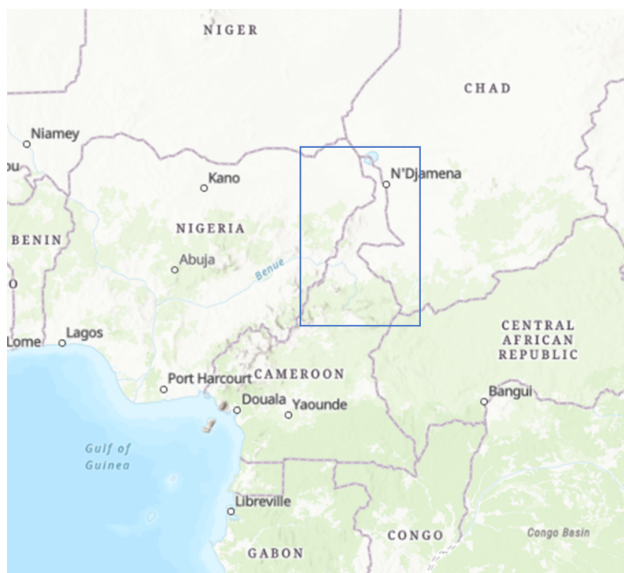 NIGER
CHAD
Niamey
N'Djamena
ou
Kano
NIGERIA
BENIN
Abuja
Benue
O
Lome
Lagos
CENTRAL
AFRICAN
REPUBLIC
CAMEROON
Port Harcourt
Bangui
Douala
Yaounde
Gulf of
Guinea
Libreville
CONGO
Congo Basin
GABON